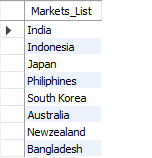 Markets_List
India
Indonesia
Japan
Philiphines
South Korea
Australia
Newzealand
Bangladesh